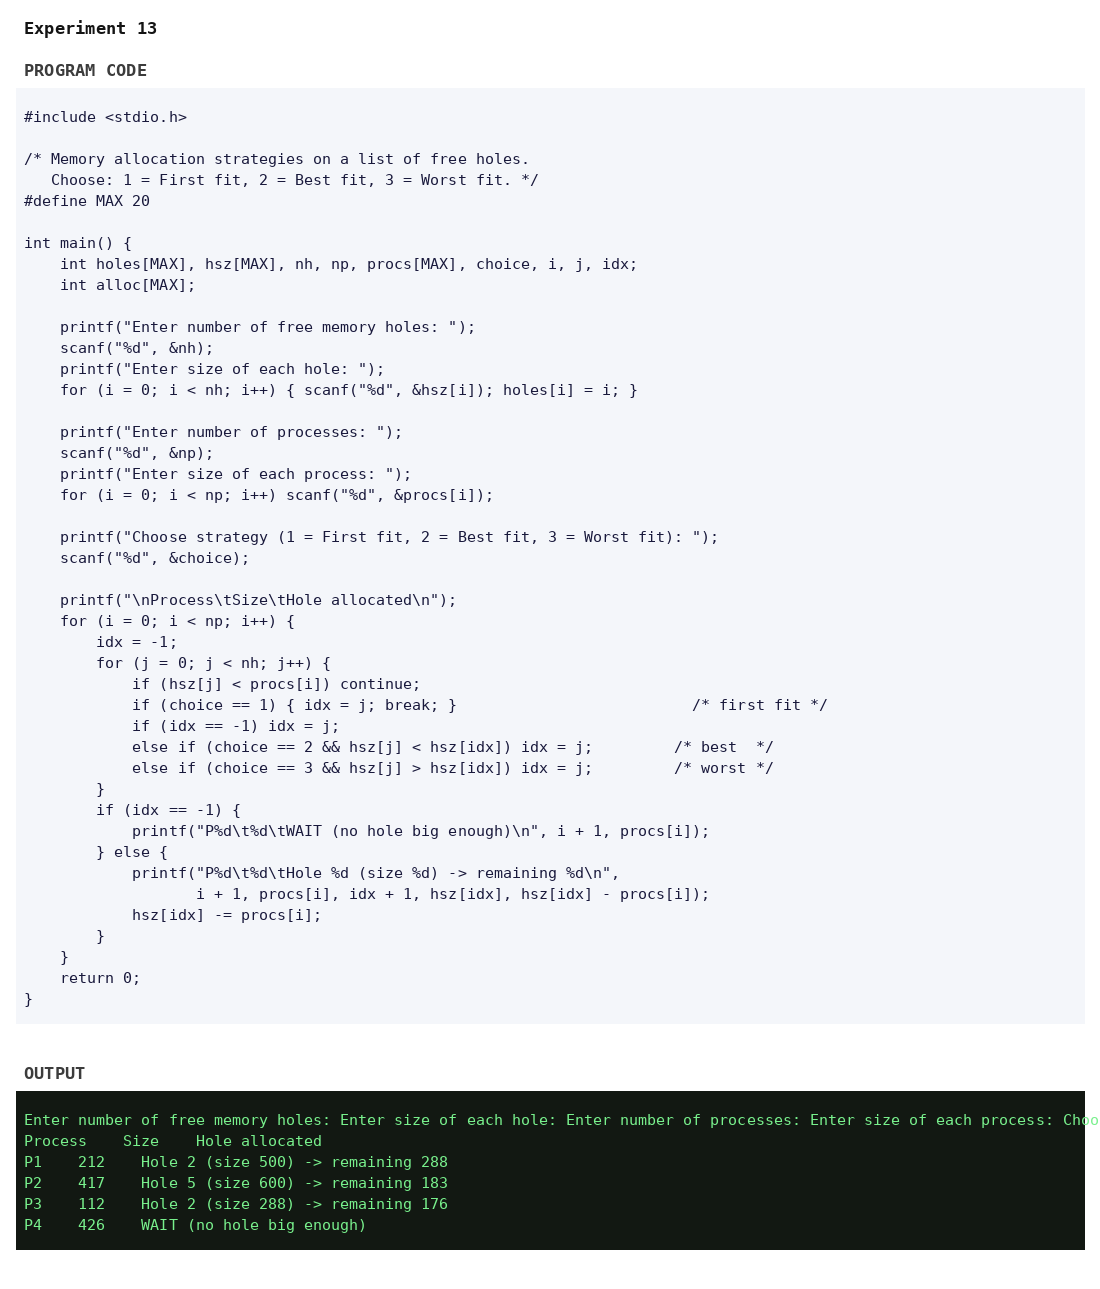 Experiment 13
PROGRAM CODE
#include <stdio.h>
/* Memory allocation strategies on a list of free holes.
   Choose: 1 = First fit, 2 = Best fit, 3 = Worst fit. */
#define MAX 20
int main() {
    int holes[MAX], hsz[MAX], nh, np, procs[MAX], choice, i, j, idx;
    int alloc[MAX];
    printf("Enter number of free memory holes: ");
    scanf("%d", &nh);
    printf("Enter size of each hole: ");
    for (i = 0; i < nh; i++) { scanf("%d", &hsz[i]); holes[i] = i; }
    printf("Enter number of processes: ");
    scanf("%d", &np);
    printf("Enter size of each process: ");
    for (i = 0; i < np; i++) scanf("%d", &procs[i]);
    printf("Choose strategy (1 = First fit, 2 = Best fit, 3 = Worst fit): ");
    scanf("%d", &choice);
    printf("\nProcess\tSize\tHole allocated\n");
    for (i = 0; i < np; i++) {
        idx = -1;
        for (j = 0; j < nh; j++) {
            if (hsz[j] < procs[i]) continue;
            if (choice == 1) { idx = j; break; }                          /* first fit */
            if (idx == -1) idx = j;
            else if (choice == 2 && hsz[j] < hsz[idx]) idx = j;         /* best  */
            else if (choice == 3 && hsz[j] > hsz[idx]) idx = j;         /* worst */
        }
        if (idx == -1) {
            printf("P%d\t%d\tWAIT (no hole big enough)\n", i + 1, procs[i]);
        } else {
            printf("P%d\t%d\tHole %d (size %d) -> remaining %d\n",
                   i + 1, procs[i], idx + 1, hsz[idx], hsz[idx] - procs[i]);
            hsz[idx] -= procs[i];
        }
    }
    return 0;
}
OUTPUT
Enter number of free memory holes: Enter size of each hole: Enter number of processes: Enter size of each process: Choo
Process    Size    Hole allocated
P1    212    Hole 2 (size 500) -> remaining 288
P2    417    Hole 5 (size 600) -> remaining 183
P3    112    Hole 2 (size 288) -> remaining 176
P4    426    WAIT (no hole big enough)